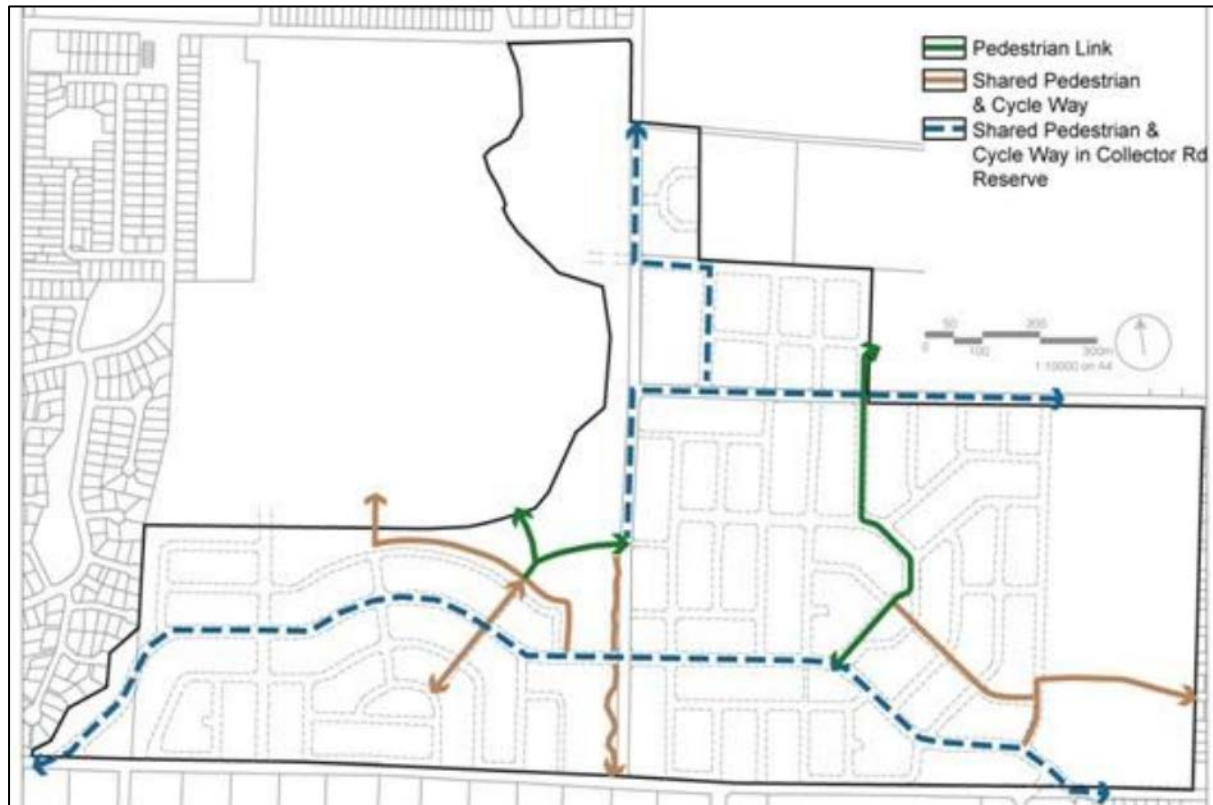 Pedestrian Link
Shared Pedestrian
& Cycle Way
Shared Pedestrian &
Cycle Way in Collector Rd
Reserve
50
200
0
100
300m
1:10000 on A4